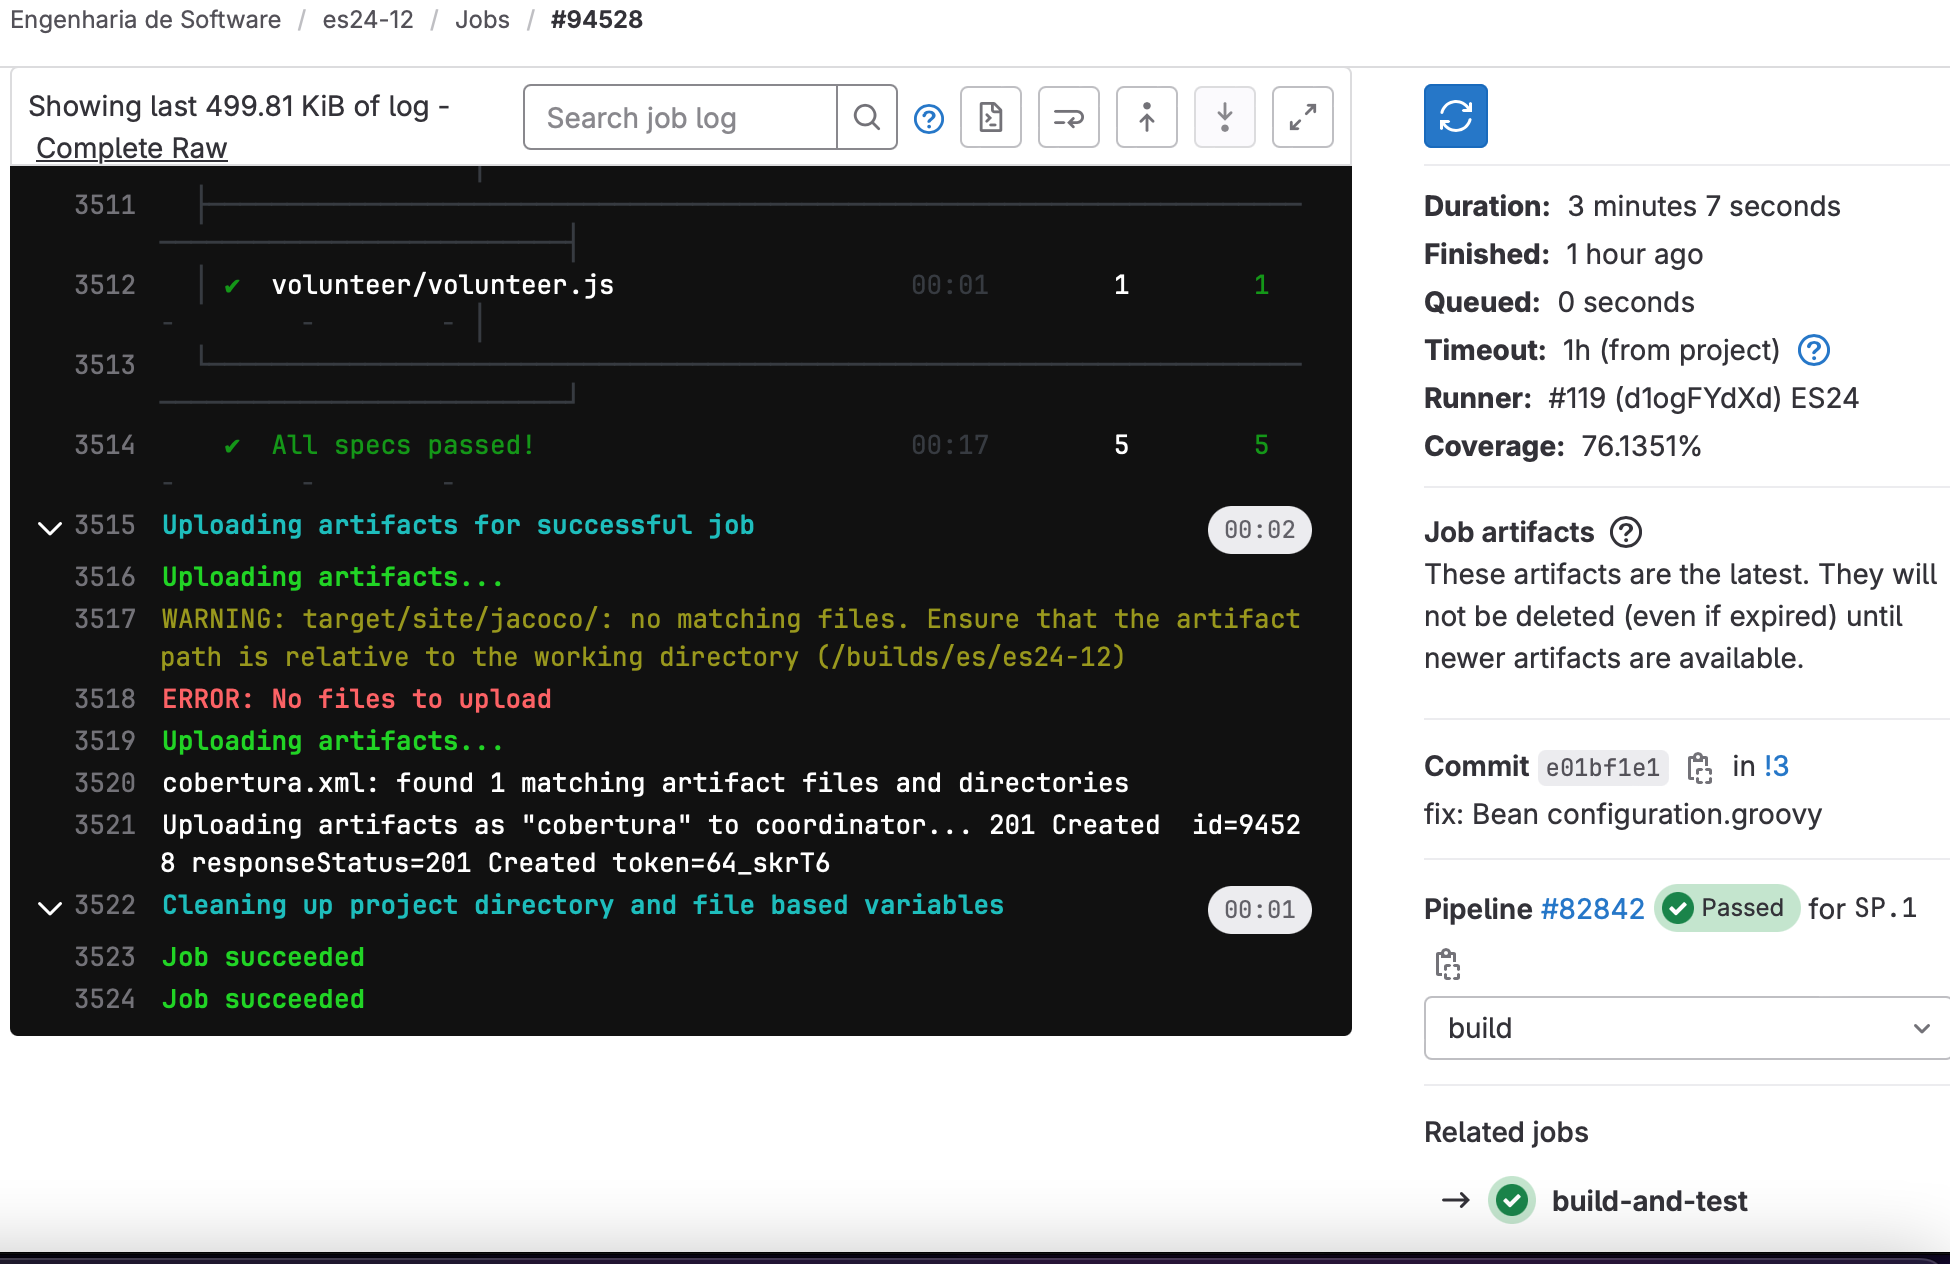 Engenharia de Software / es24-12 / Jobs / #94528
Showing last 499.81 KiB of log -
Complete Raw
Search job log
3511
3512 ✔ volunteer/volunteer.js 00:01 1 1
- - -
3513
3514 ✔ All specs passed! 00:17 5 5
- - -
3515 Uploading artifacts for successful job 00:02
3516 Uploading artifacts...
3517 WARNING: target/site/jacoco/: no matching files. Ensure that the artifact
path is relative to the working directory (/builds/es/es24-12)
3518 ERROR: No files to upload
3519 Uploading artifacts...
3520 cobertura.xml: found 1 matching artifact files and directories
3521 Uploading artifacts as "cobertura" to coordinator... 201 Created  id=9452
8 responseStatus=201 Created token=64_skrT6
3522 Cleaning up project directory and file based variables 00:01
3523 Job succeeded
3524 Job succeeded
Duration: 3 minutes 7 seconds
Finished: 1 hour ago
Queued: 0 seconds
Timeout: 1h (from project)
Runner: #119 (d1ogFYdXd) ES24
Coverage: 76.1351%
Job artifacts
These artifacts are the latest. They will
not be deleted (even if expired) until
newer artifacts are available.
Commit e01bf1e1 in !3
fix: Bean configuration.groovy
Pipeline #82842 Passed for SP.1
build
Related jobs
→ build-and-test